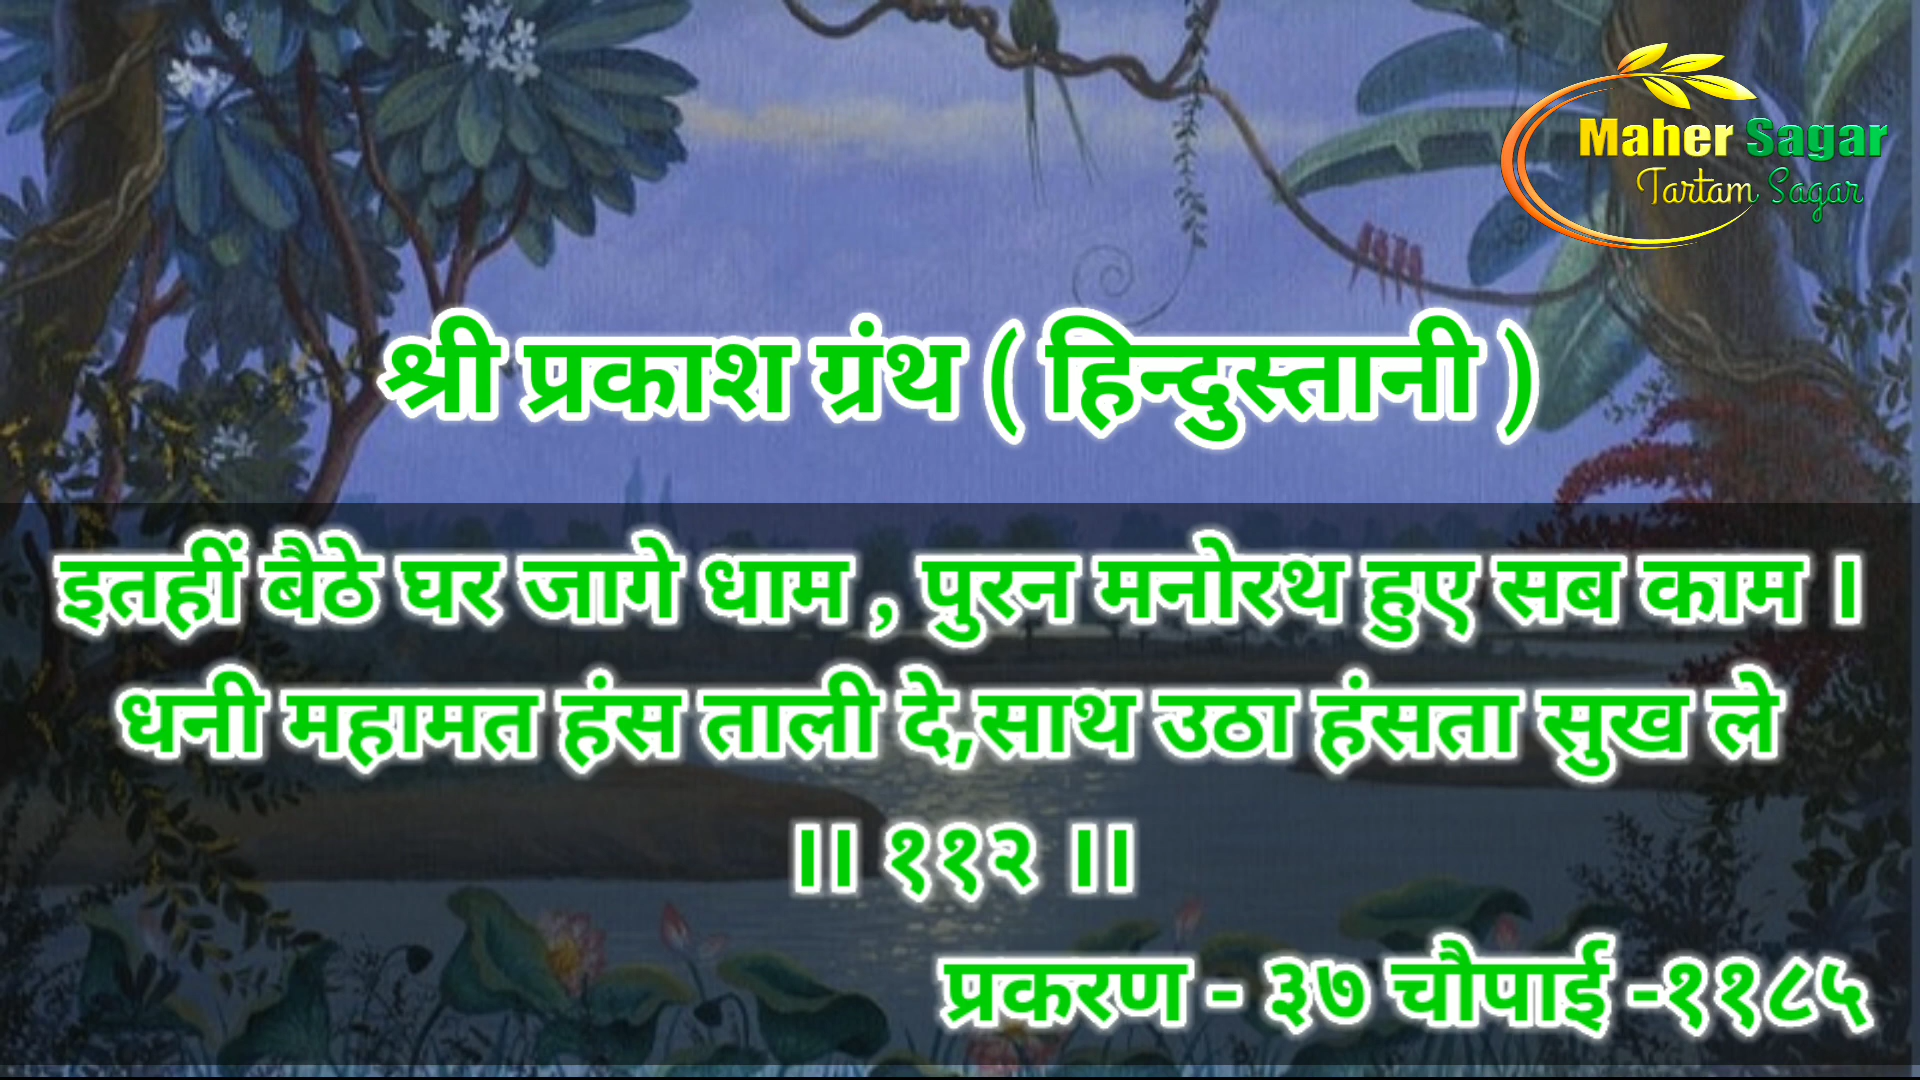 Maher Sagar
Tartam Sagar
श्री प्रकाश ग्रंथ ( हिन्दुस्तानी )
इतहीं बैठे घर जागे धाम , पुरन मनोरथ हुए सब काम ।
धनी महामत हंस ताली दे,साथ उठा हंसता सुख ले
।। ११२ ।।
प्रकरण - ३७ चौपाई -११८५